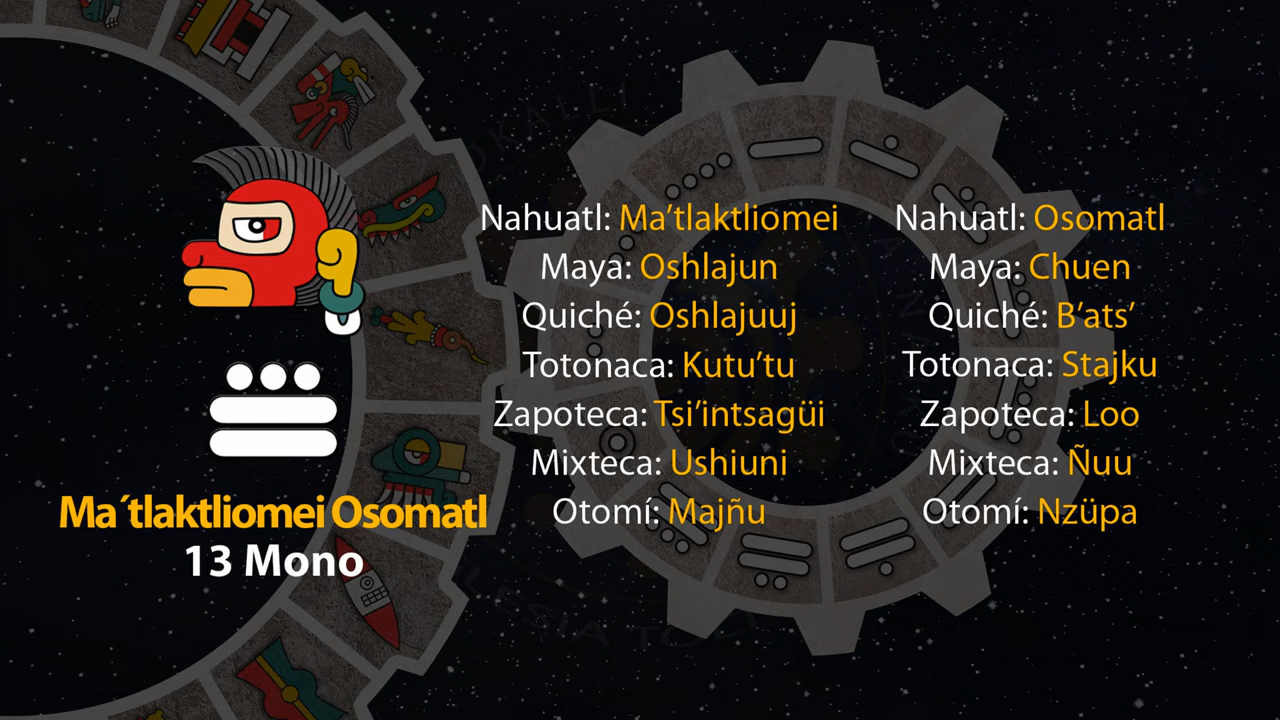 Nahuatl: Ma’tlaktliomei
Maya: Oshlajun
Quiché: Oshlajuuj
Totonaca: Kutu’tu
Zapoteca: Tsi’intsagüi
Mixteca: Ushiuni
Otomí: Majñu
Nahuatl: Osomatl
Maya: Chuen
Quiché: B’ats’
Totonaca: Stajku
Zapoteca: Loo
Mixteca: Ñuu
Otomí: Nzüpa
Ma´tlaktliomei Osomatl
13 Mono